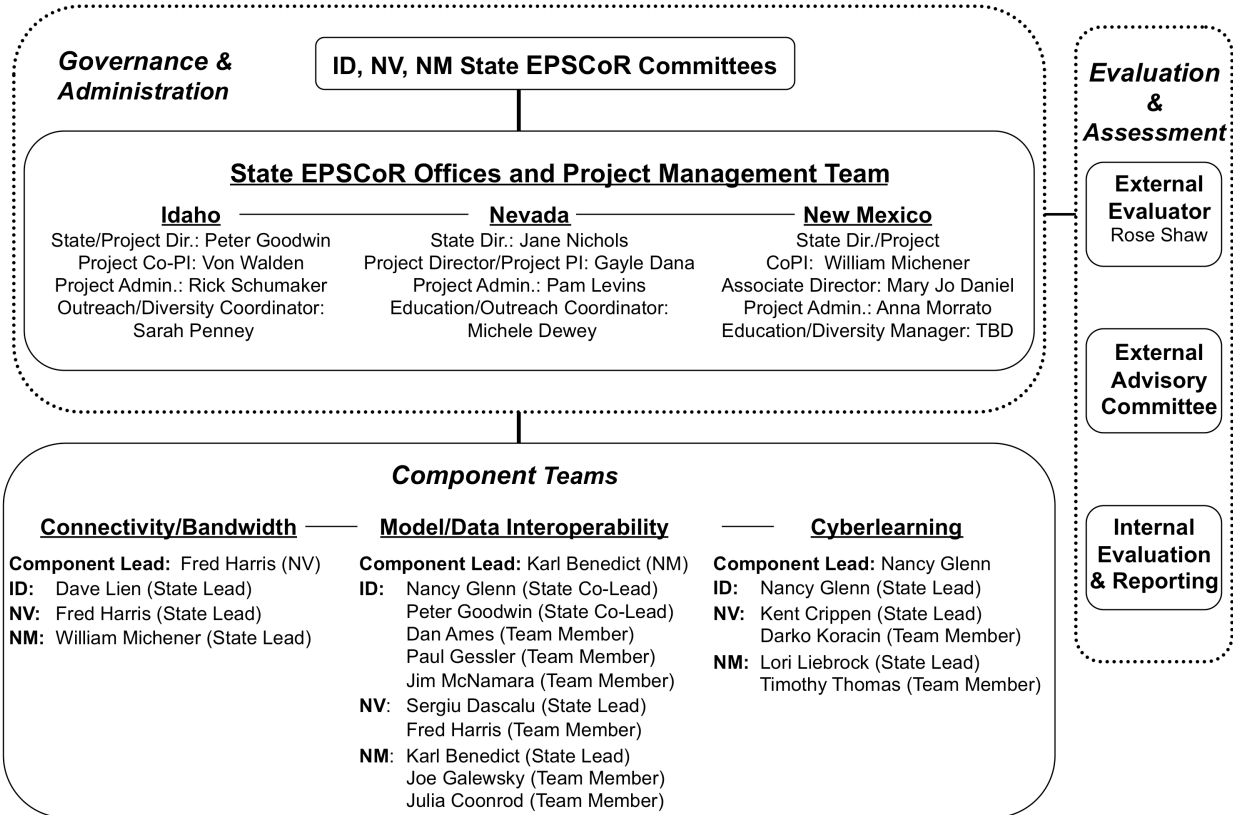 Governance &
Administration
ID, NV, NM State EPSCoR Committees
State EPSCoR Offices and Project Management Team
Idaho
State/Project Dir.: Peter Goodwin
Project Co-PI: Von Walden
Project Admin.: Rick Schumaker
Outreach/Diversity Coordinator:
Sarah Penney
Nevada
State Dir.: Jane Nichols
Project Director/Project PI: Gayle Dana
Project Admin.: Pam Levins
Education/Outreach Coordinator:
Michele Dewey
New Mexico
State Dir./Project
CoPI: William Michener
Associate Director: Mary Jo Daniel
Project Admin.: Anna Morrato
Education/Diversity Manager: TBD
Evaluation
&
Assessment
External
Evaluator
Rose Shaw
External
Advisory
Committee
Internal
Evaluation
& Reporting
Component Teams
Connectivity/Bandwidth
Component Lead: Fred Harris (NV)
ID: Dave Lien (State Lead)
NV: Fred Harris (State Lead)
NM: William Michener (State Lead)
Model/Data Interoperability
Component Lead: Karl Benedict (NM)
ID: Nancy Glenn (State Co-Lead)
Peter Goodwin (State Co-Lead)
Dan Ames (Team Member)
Paul Gessler (Team Member)
Jim McNamara (Team Member)
NV: Sergiu Dascalu (State Lead)
Fred Harris (Team Member)
NM: Karl Benedict (State Lead)
Joe Galewsky (Team Member)
Julia Coonrod (Team Member)
Cyberlearning
Component Lead: Nancy Glenn
ID: Nancy Glenn (State Lead)
NV: Kent Crippen (State Lead)
Darko Koracin (Team Member)
NM: Lori Liebrock (State Lead)
Timothy Thomas (Team Member)